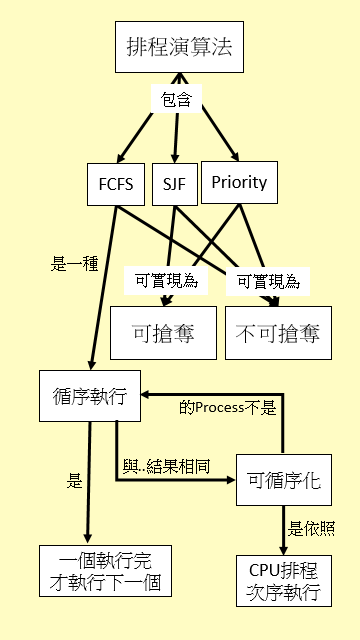 排程演算法
包含
FCFS
SJF
Priority
是一種
可實現為
可實現為
可搶奪
不可搶奪
循序執行
的Process不是
是
與..結果相同
可循序化
是依照
一個執行完
才執行下一個
CPU排程
次序執行